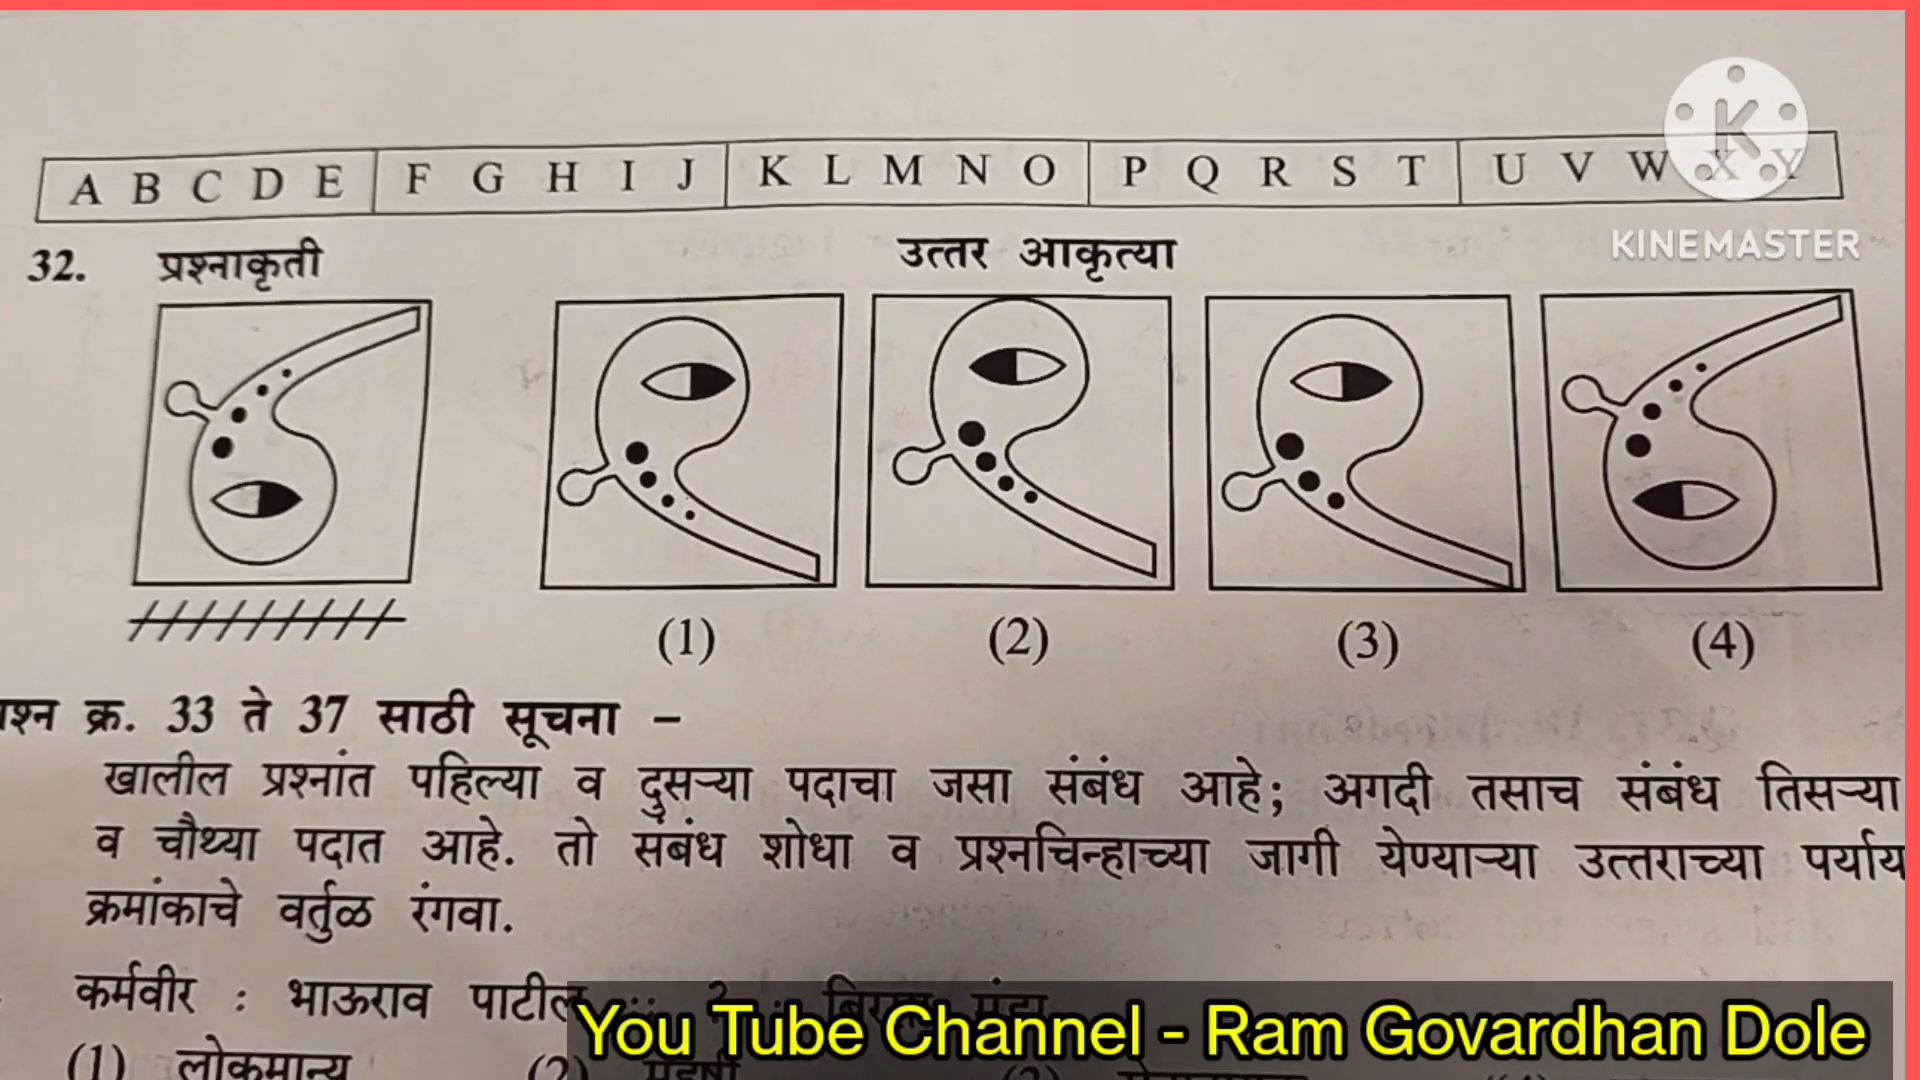 K
KINEMASTER
A B C D E F G H I J K L M N O P Q R S T U V W X Y
32. प्रश्नाकृती उत्तर आकृत्या
(1) (2) (3) (4)
क्र. 33 ते 37 साठी सूचना –
खालील प्रश्नांत पहिल्या व दुसऱ्या पदाचा जसा संबंध आहे; अगदी तसाच संबंध तिसऱ्या
व चौथ्या पदात आहे. तो संबंध शोधा व प्रश्नचिन्हाच्या जागी येणाऱ्या उत्तराच्या पर्याय
क्रमांकाचे वर्तुळ रंगवा.
कर्मवीर : भाऊराव पाटील
You Tube Channel - Ram Govardhan Dole
(1) लोकमान्य (2)